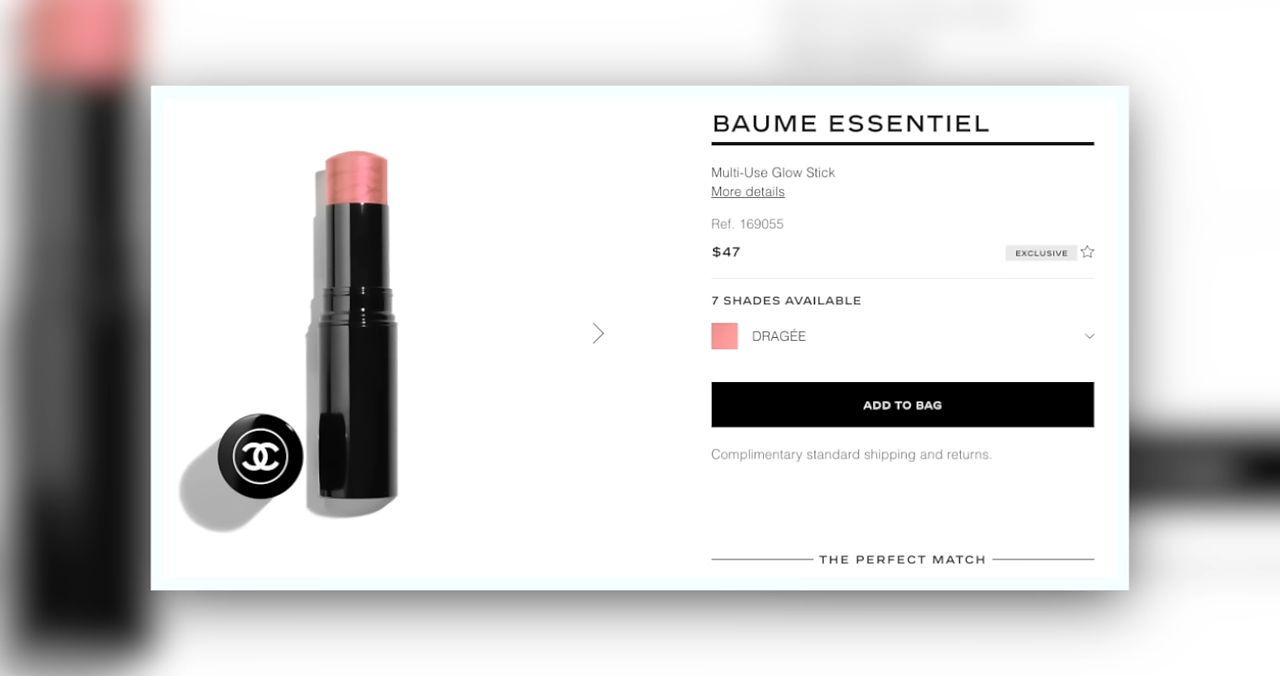 BAUME ESSENTIEL
Multi-Use Glow Stick
More details
Ref. 169055
$47
EXCLUSIVE
7 SHADES AVAILABLE
DRAGÉE
ADD TO BAG
Complimentary standard shipping and returns.
THE PERFECT MATCH